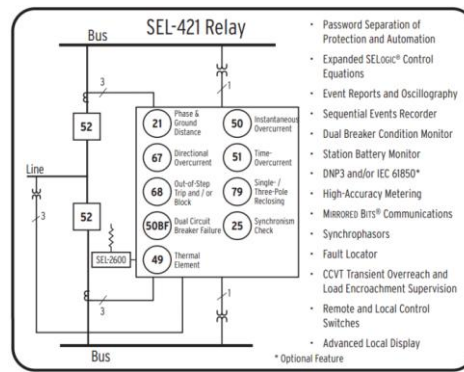 SEL-421 Relay
Bus
3
1
52
Line
3
52
SEL-2600
3
1
Bus
21 Phase &
Ground
Distance
50 Instantaneous
Overcurrent
67 Directional
Overcurrent
51 Time-
Overcurrent
68 Out-of-Step
Trip and / or
Block
79 Single- /
Three-Pole
Reclosing
50BF Dual Circuit
Breaker Failure
25 Synchronism
Check
49 Thermal
Element
· Password Separation of
Protection and Automation
· Expanded SELOGIC® Control
Equations
· Event Reports and Oscillography
· Sequential Events Recorder
· Dual Breaker Condition Monitor
· Station Battery Monitor
· DNP3 and/or IEC 61850*
· High-Accuracy Metering
· MIRRORED BITS® Communications
· Synchrophasors
· Fault Locator
· CCVT Transient Overreach and
Load Encroachment Supervision
· Remote and Local Control
Switches
· Advanced Local Display
* Optional Feature